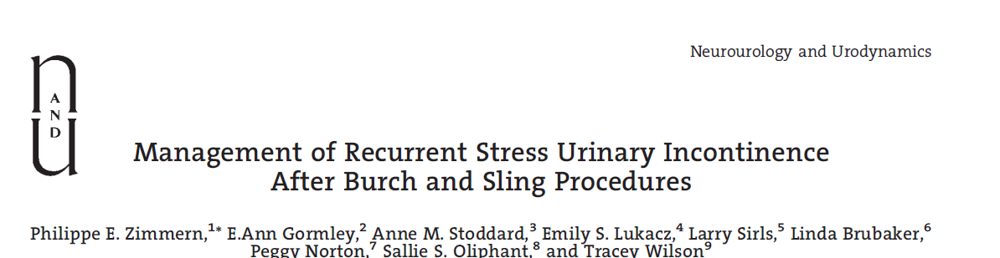 Neurourology and Urodynamics
n
AND
u
Management of Recurrent Stress Urinary Incontinence
After Burch and Sling Procedures
Philippe E. Zimmern,1* E.Ann Gormley,2 Anne M. Stoddard,3 Emily S. Lukacz,4 Larry Sirls,5 Linda Brubaker,6
Peggy Norton,7 Sallie S. Oliphant,8 and Tracey Wilson9